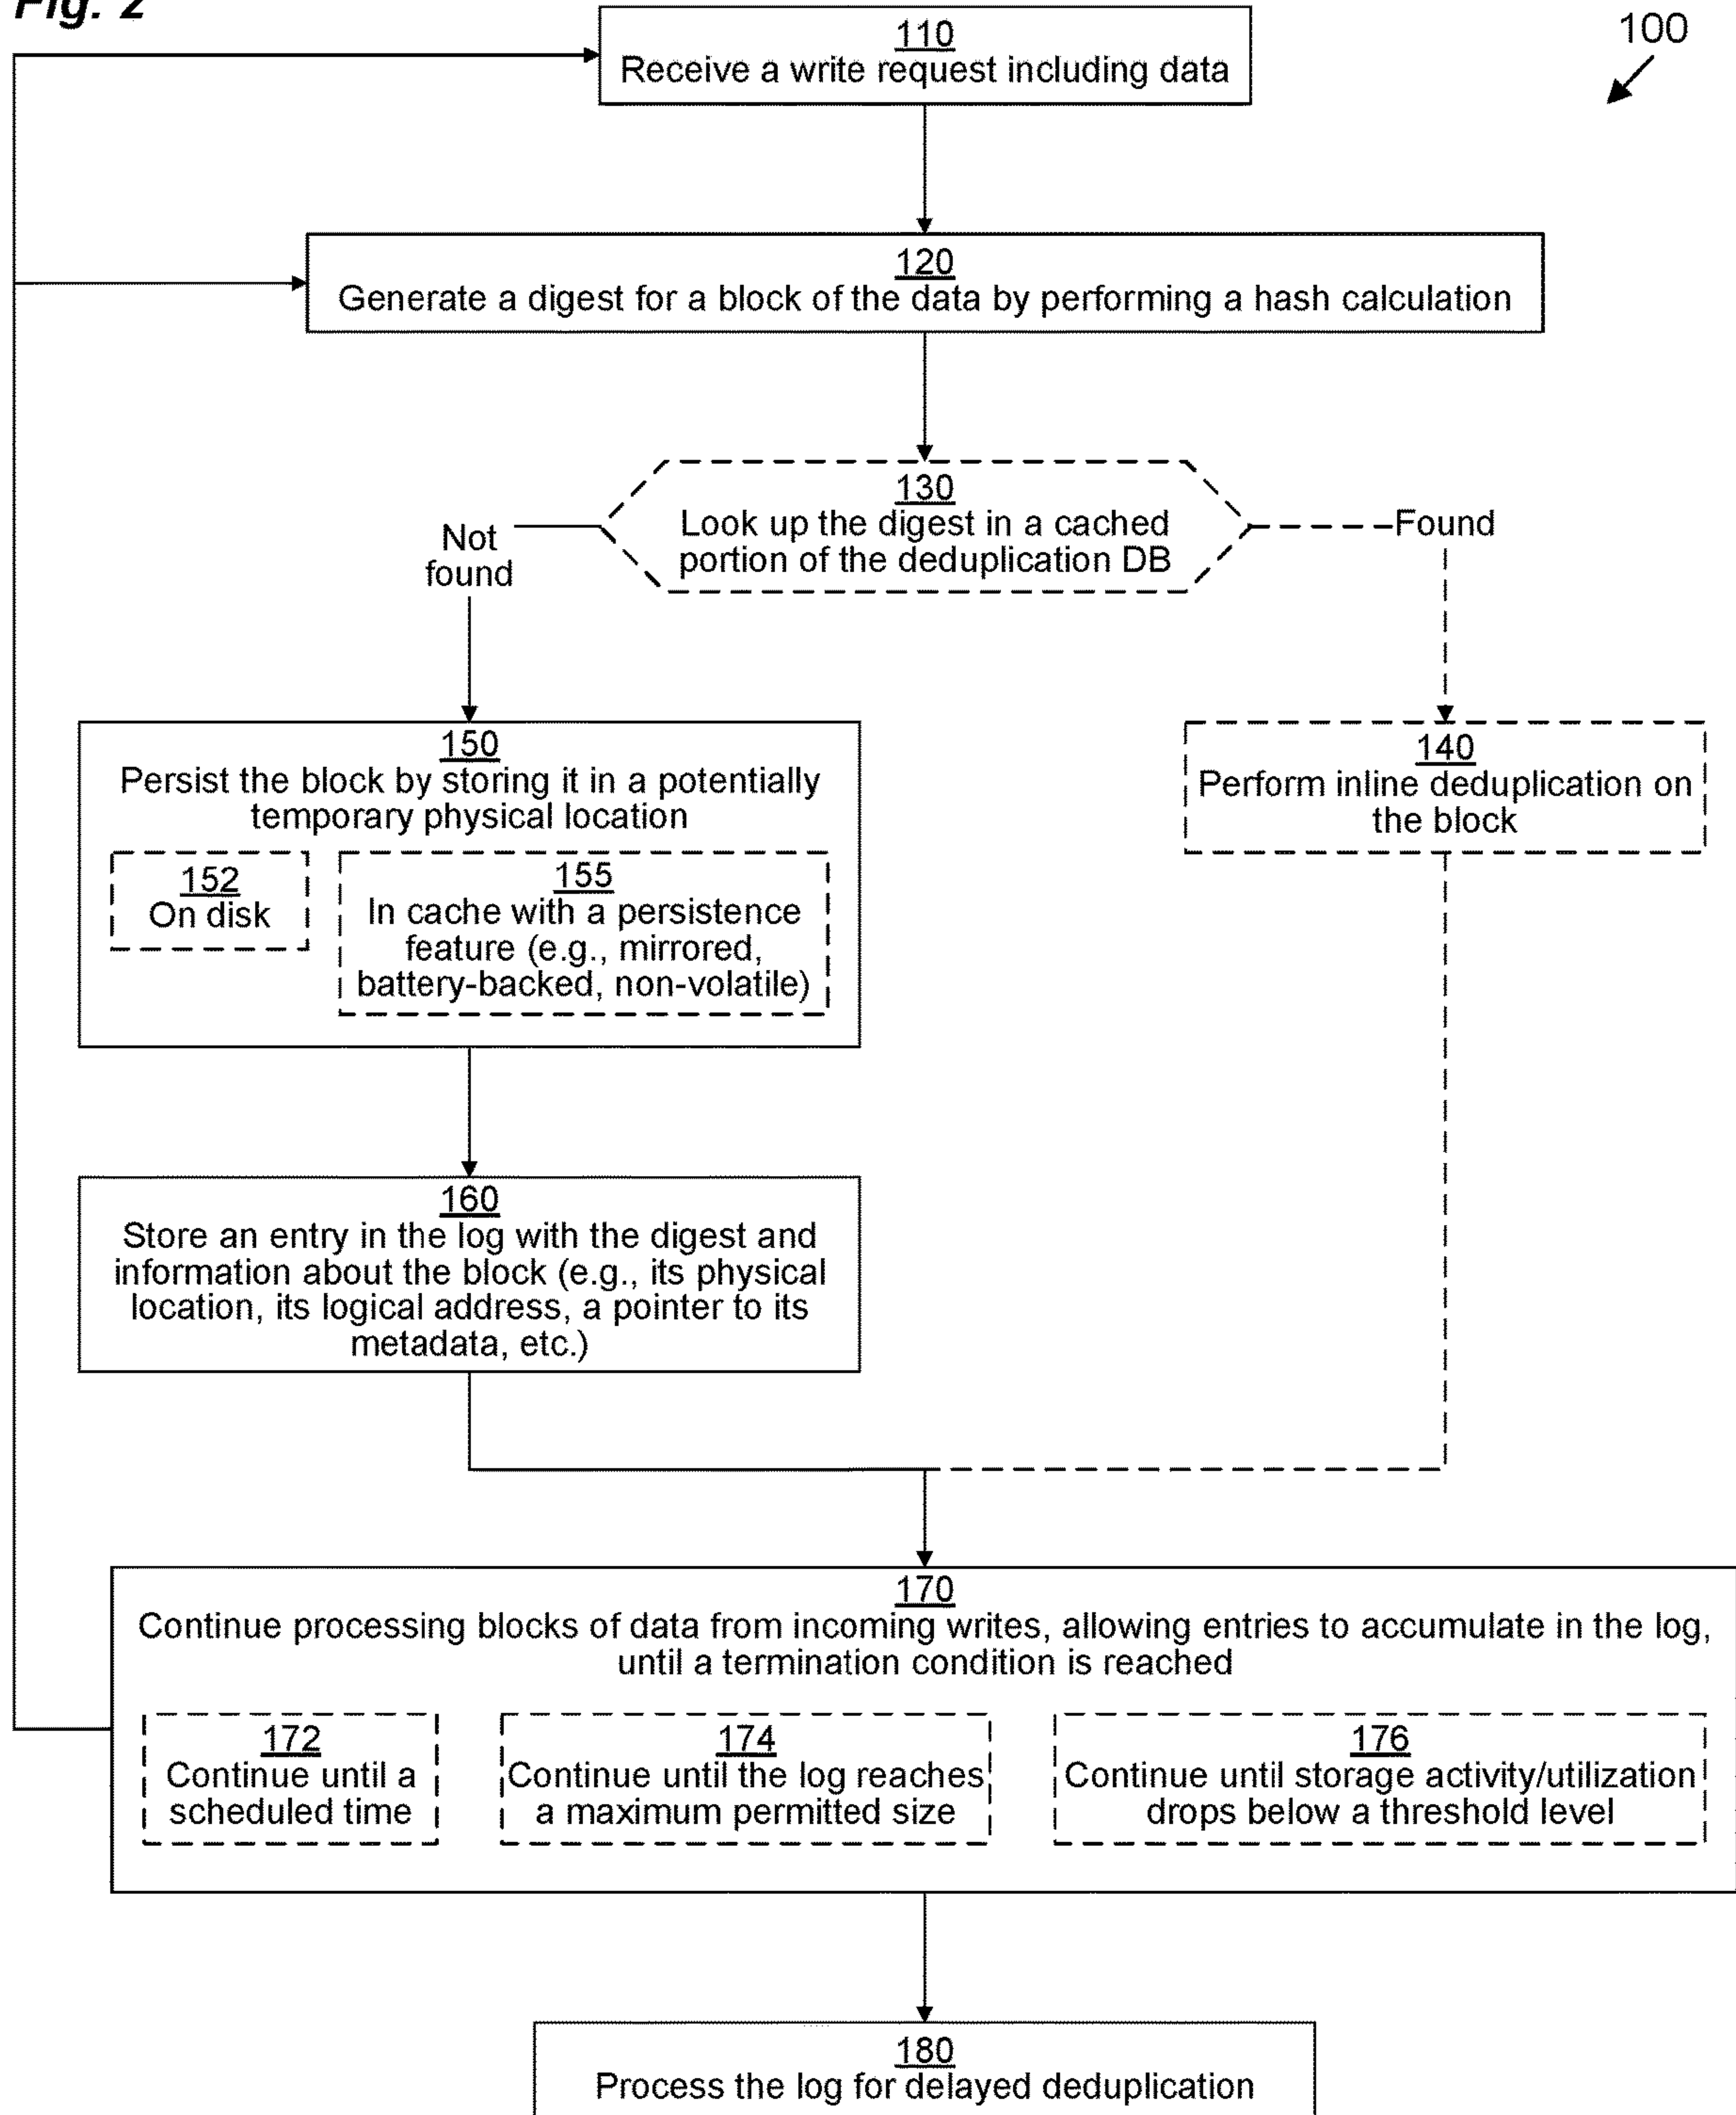 Fig. 2
100
110
Receive a write request including data
120
Generate a digest for a block of the data by performing a hash calculation
130
Look up the digest in a cached
portion of the deduplication DB
Not
found
Found
150
Persist the block by storing it in a potentially
temporary physical location
152
On disk
155
In cache with a persistence
feature (e.g., mirrored,
battery-backed, non-volatile)
140
Perform inline deduplication on
the block
160
Store an entry in the log with the digest and
information about the block (e.g., its physical
location, its logical address, a pointer to its
metadata, etc.)
170
Continue processing blocks of data from incoming writes, allowing entries to accumulate in the log,
until a termination condition is reached
172
Continue until a
scheduled time
174
Continue until the log reaches
a maximum permitted size
176
Continue until storage activity/utilization
drops below a threshold level
180
Process the log for delayed deduplication